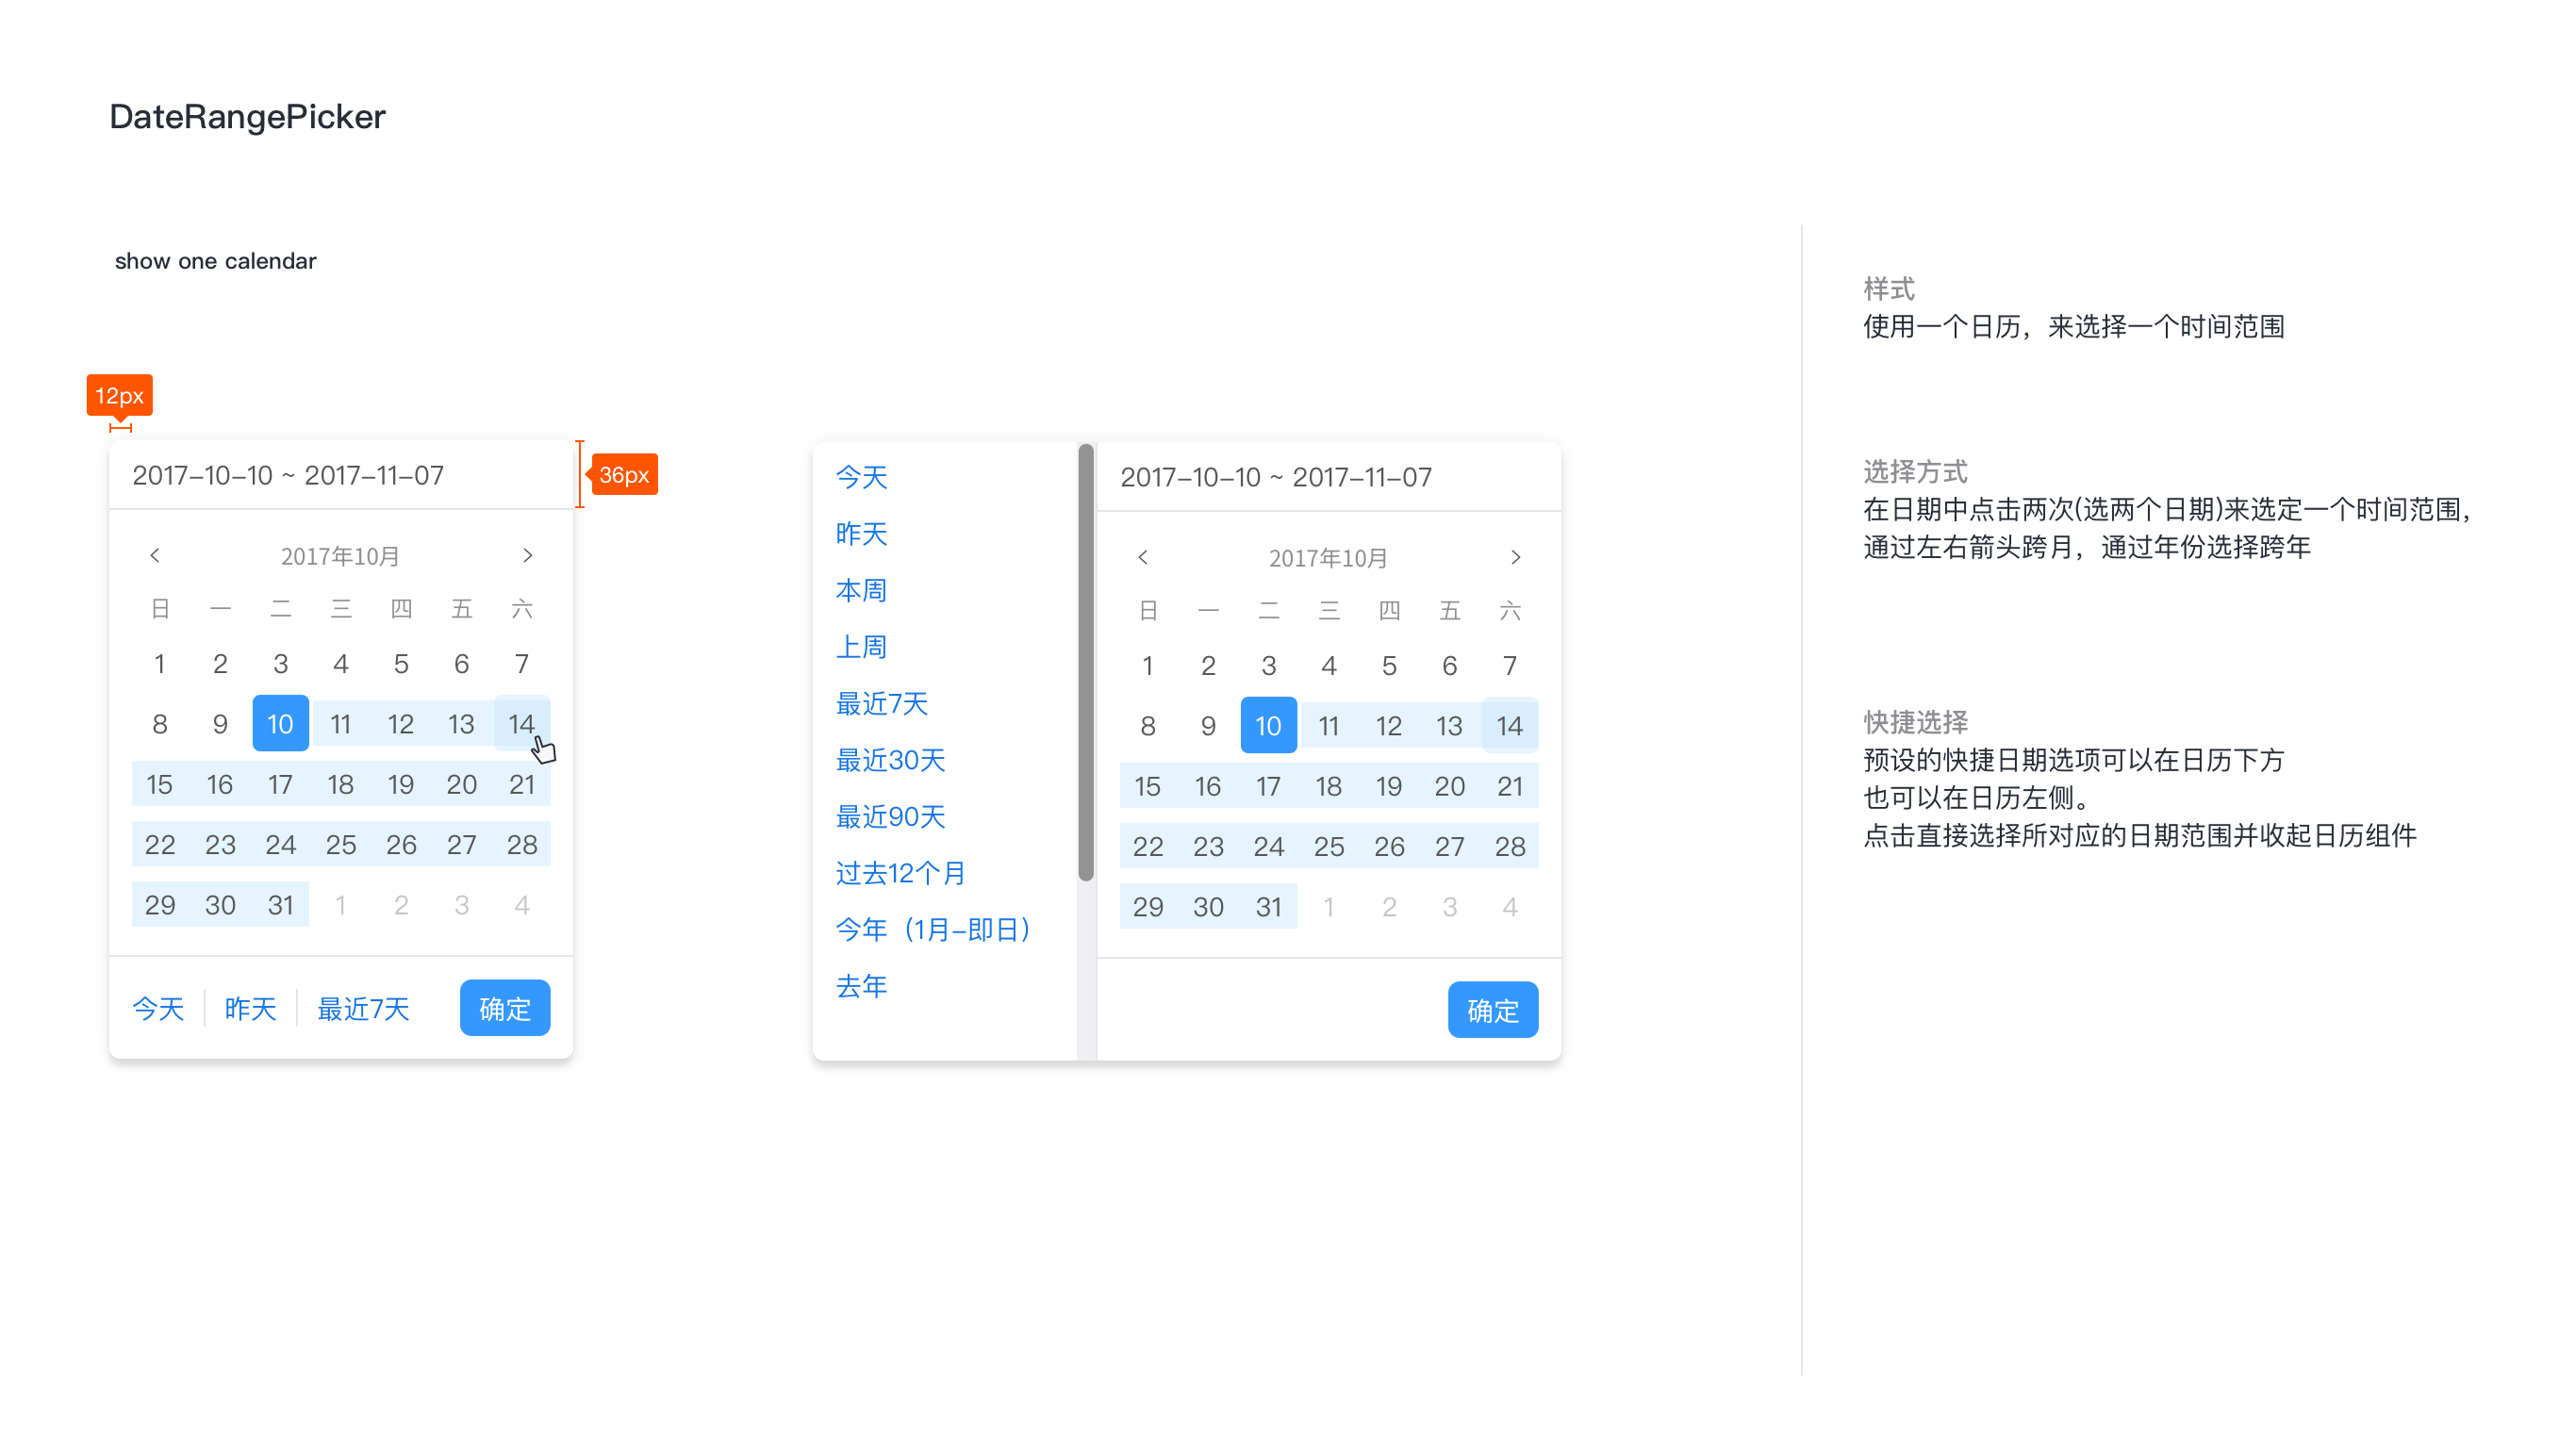 DateRangePicker
show one calendar
12px
36px
2017-10-10 ~ 2017-11-07
2017年10月
日 一 二 三 四 五 六
1 2 3 4 5 6 7
8 9 10 11 12 13 14
15 16 17 18 19 20 21
22 23 24 25 26 27 28
29 30 31 1 2 3 4
今天 昨天 最近7天 确定
今天
昨天
本周
上周
最近7天
最近30天
最近90天
过去12个月
今年（1月-即日）
去年
2017-10-10 ~ 2017-11-07
2017年10月
日 一 二 三 四 五 六
1 2 3 4 5 6 7
8 9 10 11 12 13 14
15 16 17 18 19 20 21
22 23 24 25 26 27 28
29 30 31 1 2 3 4
确定
样式
使用一个日历，来选择一个时间范围
选择方式
在日期中点击两次(选两个日期)来选定一个时间范围，
通过左右箭头跨月，通过年份选择跨年
快捷选择
预设的快捷日期选项可以在日历下方
也可以在日历左侧。
点击直接选择所对应的日期范围并收起日历组件